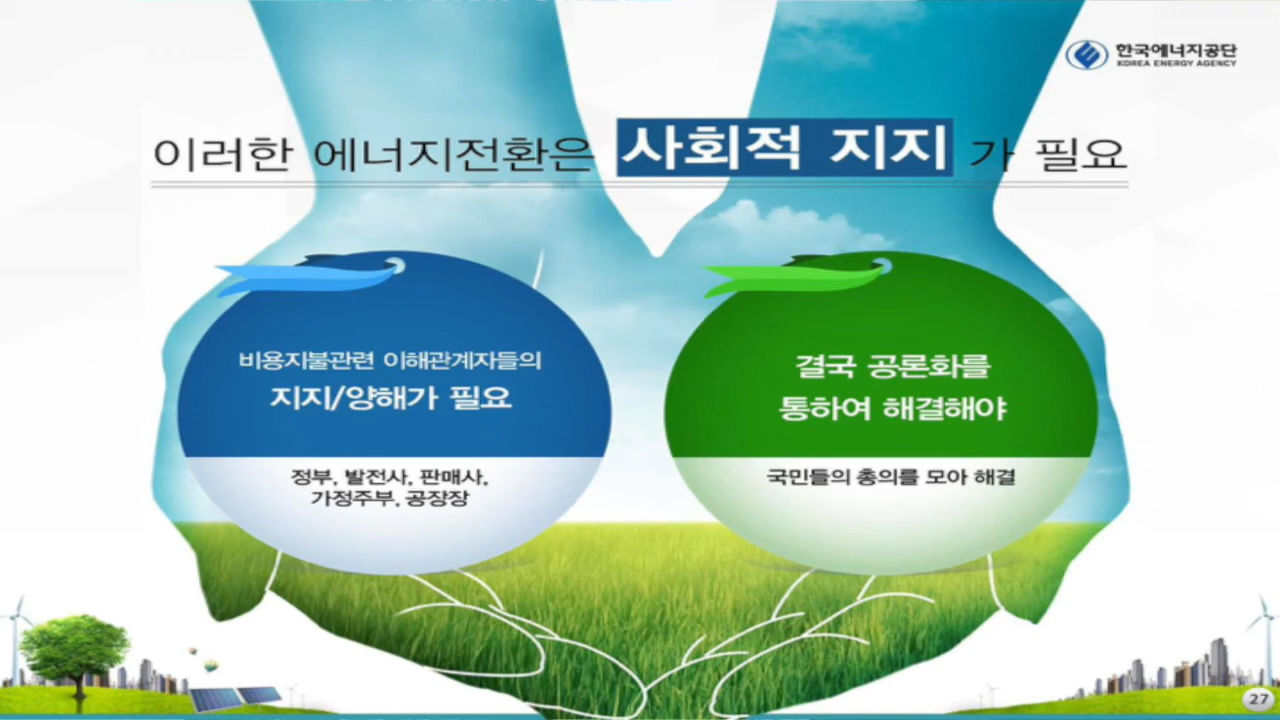 한국에너지공단
KOREA ENERGY AGENCY
이러한 에너지전환은 사회적 지지가 필요
비용지불관련 이해관계자들의
지지/양해가 필요
정부, 발전사, 판매사,
가정주부, 공장장
결국 공론화를
통하여 해결해야
국민들의 총의를 모아 해결
27